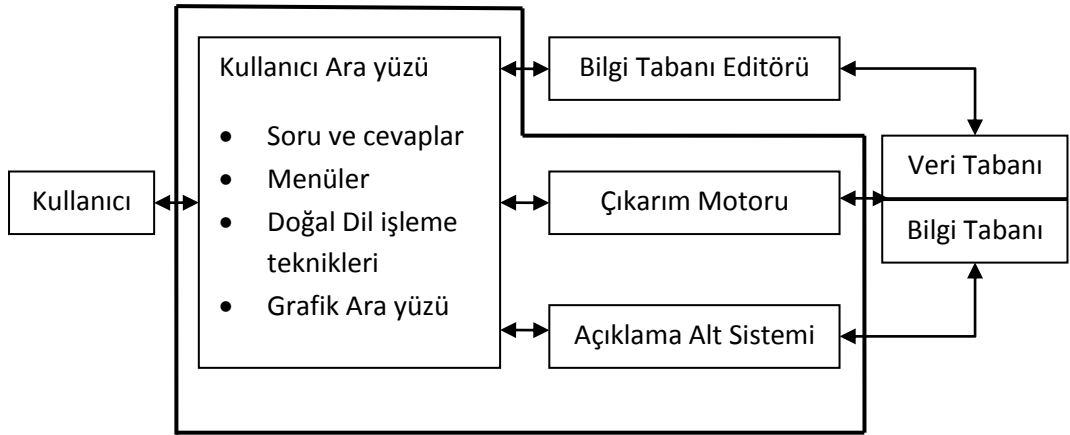 Kullanıcı
Kullanıcı Ara yüzü
• Soru ve cevaplar
• Menüler
• Doğal Dil işleme
teknikleri
• Grafik Ara yüzü
Bilgi Tabanı Editörü
Çıkarım Motoru
Açıklama Alt Sistemi
Veri Tabanı
Bilgi Tabanı